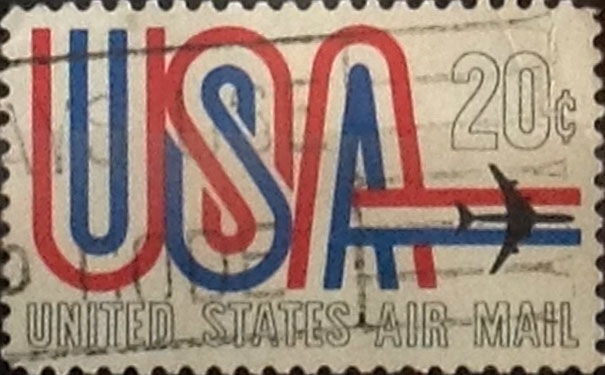 USA
20¢
UNITED STATES AIR MAIL